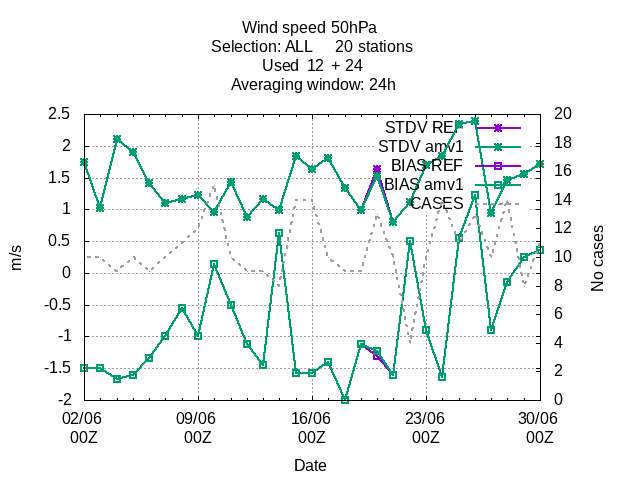 Wind speed 50hPa
Selection: ALL 20 stations
Used 12 + 24
Averaging window: 24h
2.5
2
1.5
1
0.5
0
-0.5
-1
-1.5
-2
m/s
20
18
16
14
12
10
8
6
4
2
0
No cases
STDV REF
STDV amv1
BIAS REF
BIAS amv1
CASES
02/06 09/06 16/06 23/06 30/06
00Z 00Z 00Z 00Z 00Z
Date